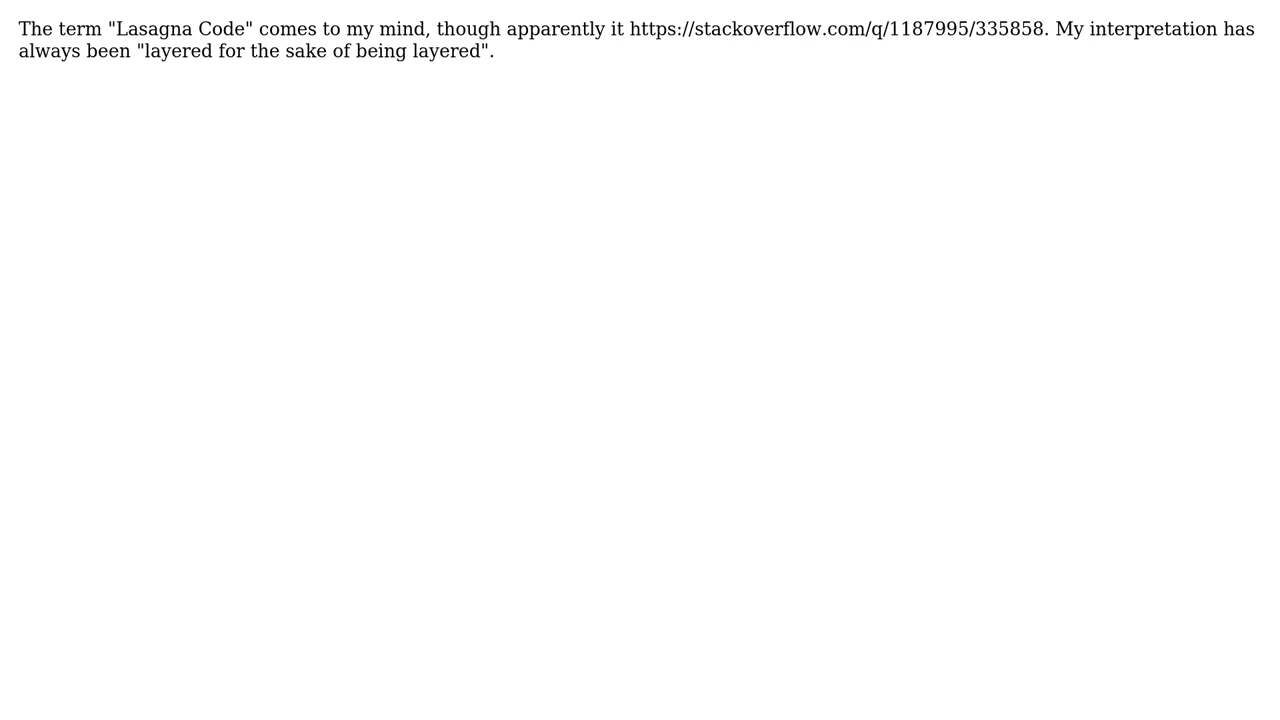 The term "Lasagna Code" comes to my mind, though apparently it https://stackoverflow.com/q/1187995/335858. My interpretation has
always been "layered for the sake of being layered".